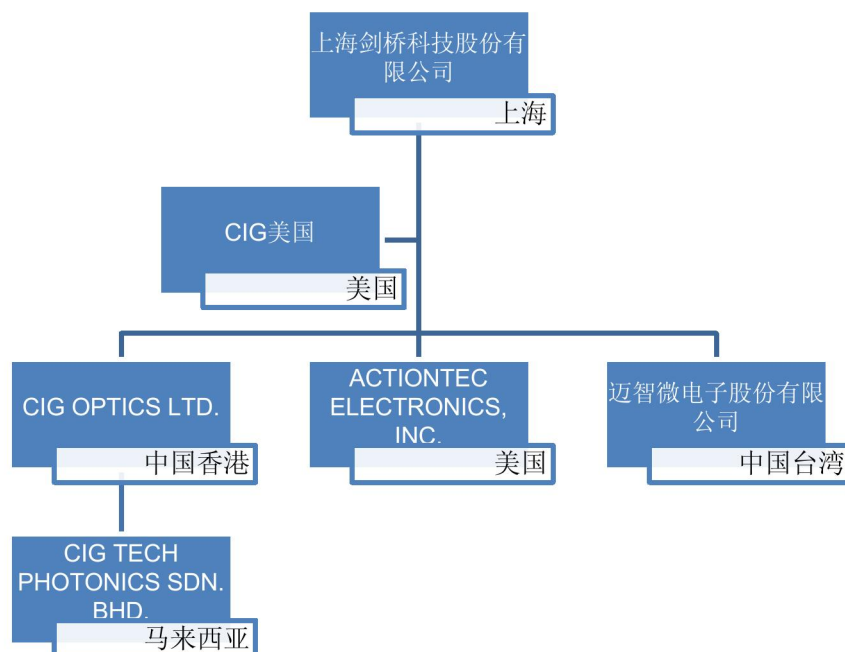 上海剑桥科技股份有
限公司
上海
CIG美国
美国
CIG OPTICS LTD.
中国香港
ACTIONTEC
ELECTRONICS,
INC.
美国
迈智微电子股份有限
公司
中国台湾
CIG TECH
PHOTONICS SDN.
BHD.
马来西亚